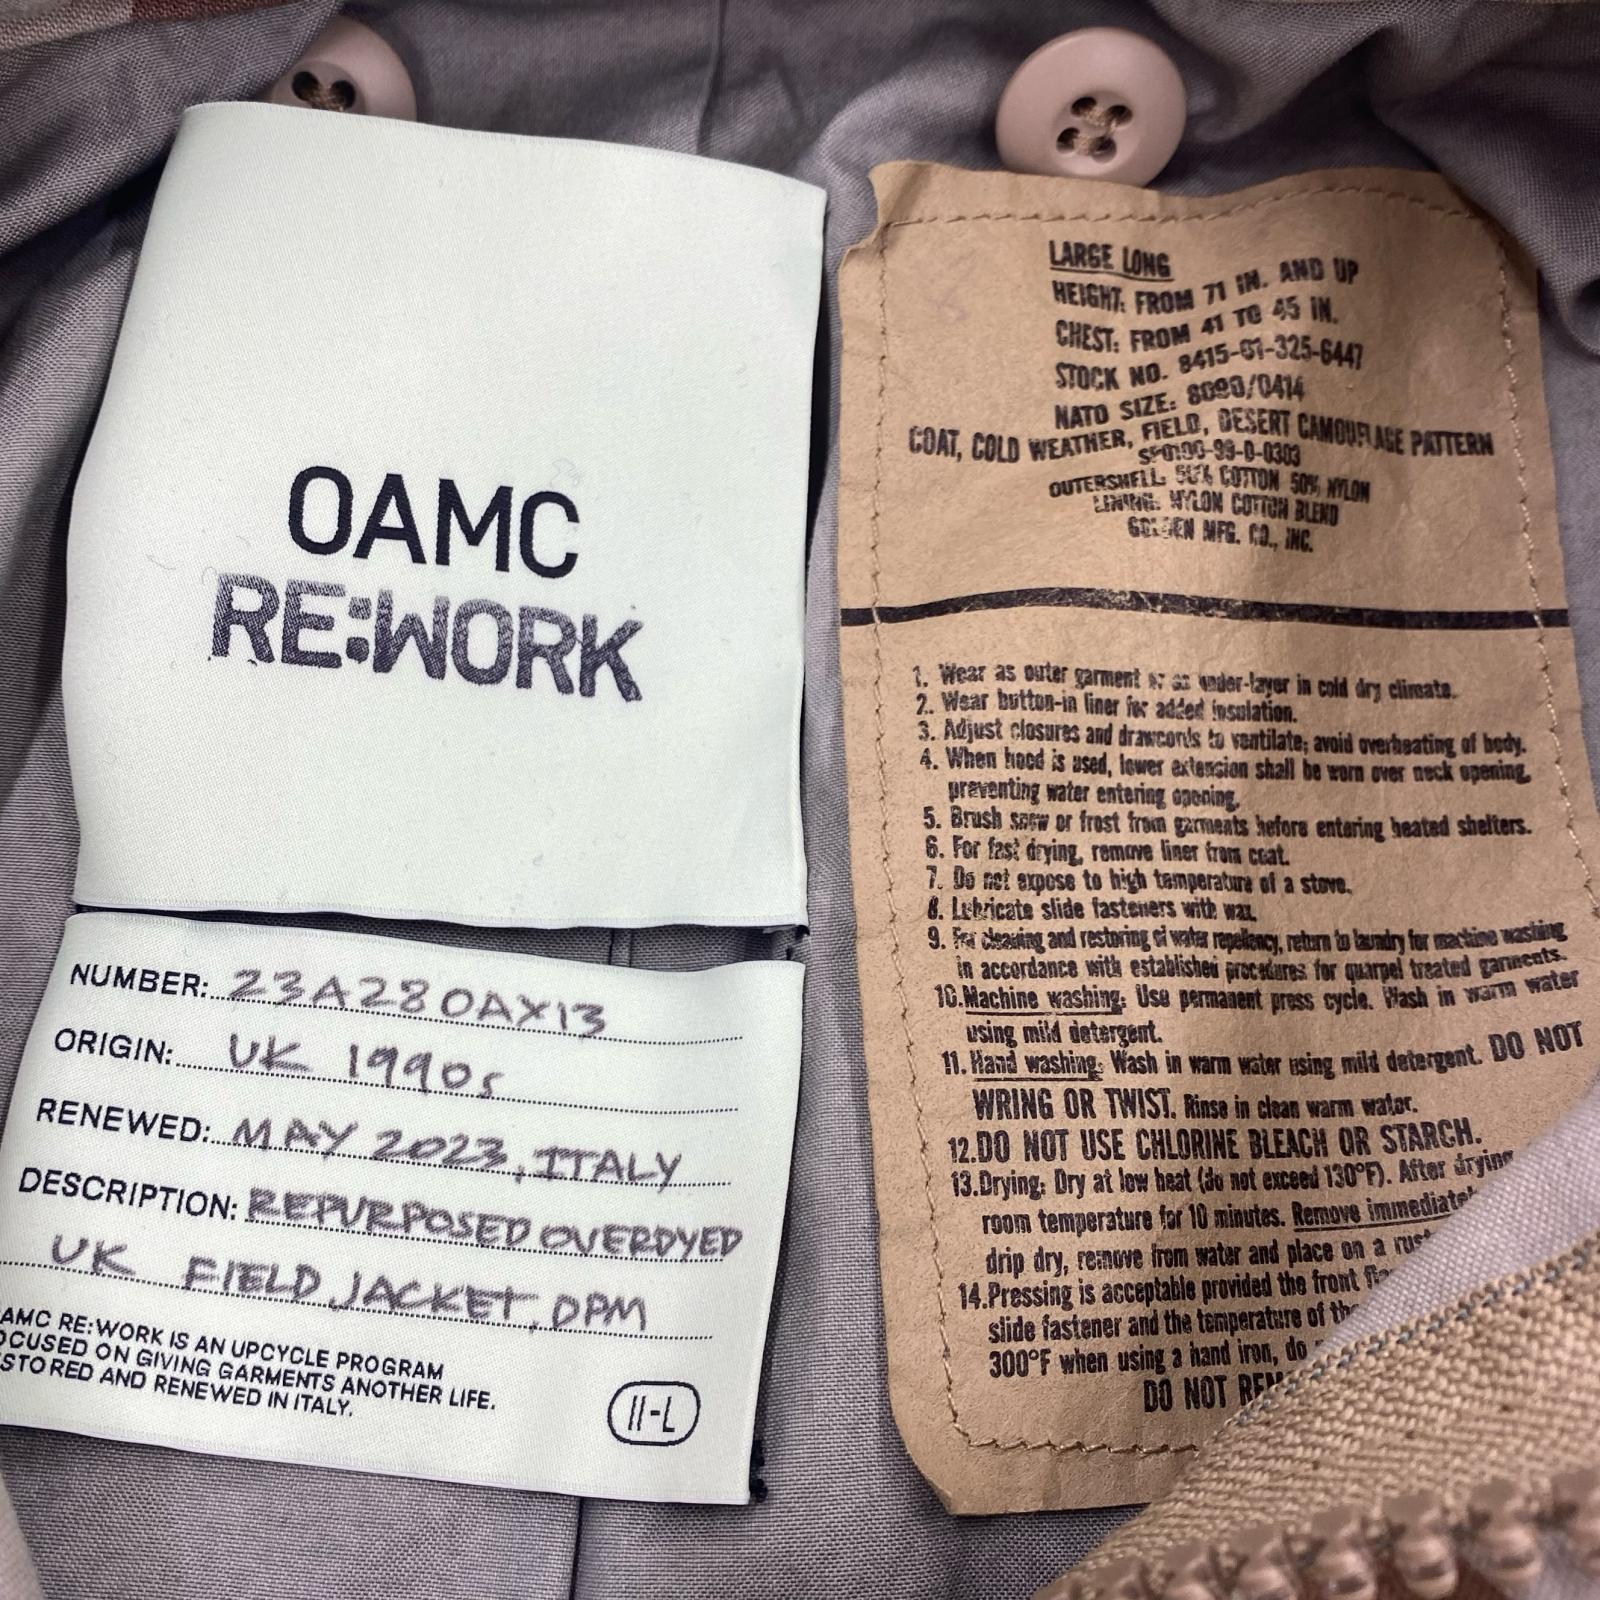 OAMC
RE:WORK
NUMBER: 23A28OAX13
ORIGIN: UK 1990s
RENEWED: MAY 2023, ITALY
DESCRIPTION: REPURPOSED OVERDYED
UK FIELD JACKET, DPM
AMC RE:WORK IS AN UPCYCLE PROGRAM
OCUSED ON GIVING GARMENTS ANOTHER LIFE.
STORED AND RENEWED IN ITALY.
II-L
LARGE LONG
HEIGHT: FROM 71 IN. AND UP
CHEST: FROM 41 TO 45 IN.
STOCK NO. 8415-01-325-6447
NATO SIZE: 8090/0414
COAT, COLD WEATHER, FIELD, DESERT CAMOUFLAGE PATTERN
SP0100-99-D-0303
OUTERSHELL: 50% COTTON 50% NYLON
LINING: NYLON COTTON BLEND
GOLDEN MFG. CO., INC.
1. Wear as outer garment or as under-layer in cold dry climate.
2. Wear button-in liner for added insulation.
3. Adjust closures and drawcords to ventilate; avoid overheating of body.
4. When hood is used, lower extension shall be worn over neck opening,
preventing water entering opening.
5. Brush snow or frost from garments before entering heated shelters.
6. For fast drying, remove liner from coat.
7. Do not expose to high temperature of a stove.
8. Lubricate slide fasteners with wax.
9. For cleaning and restoring of water repellency, return to laundry for machine washing
in accordance with established procedures for quarpel treated garments.
10. Machine washing: Use permanent press cycle. Wash in warm water
using mild detergent.
11. Hand washing: Wash in warm water using mild detergent. DO NOT
WRING OR TWIST. Rinse in clean warm water.
12. DO NOT USE CHLORINE BLEACH OR STARCH.
13. Drying: Dry at low heat (do not exceed 130°F). After drying
room temperature for 10 minutes. Remove immediatel
drip dry, remove from water and place on a rus
14. Pressing is acceptable provided the front
slide fastener and the temperature of the
300°F when using a hand iron, do
DO NOT REM